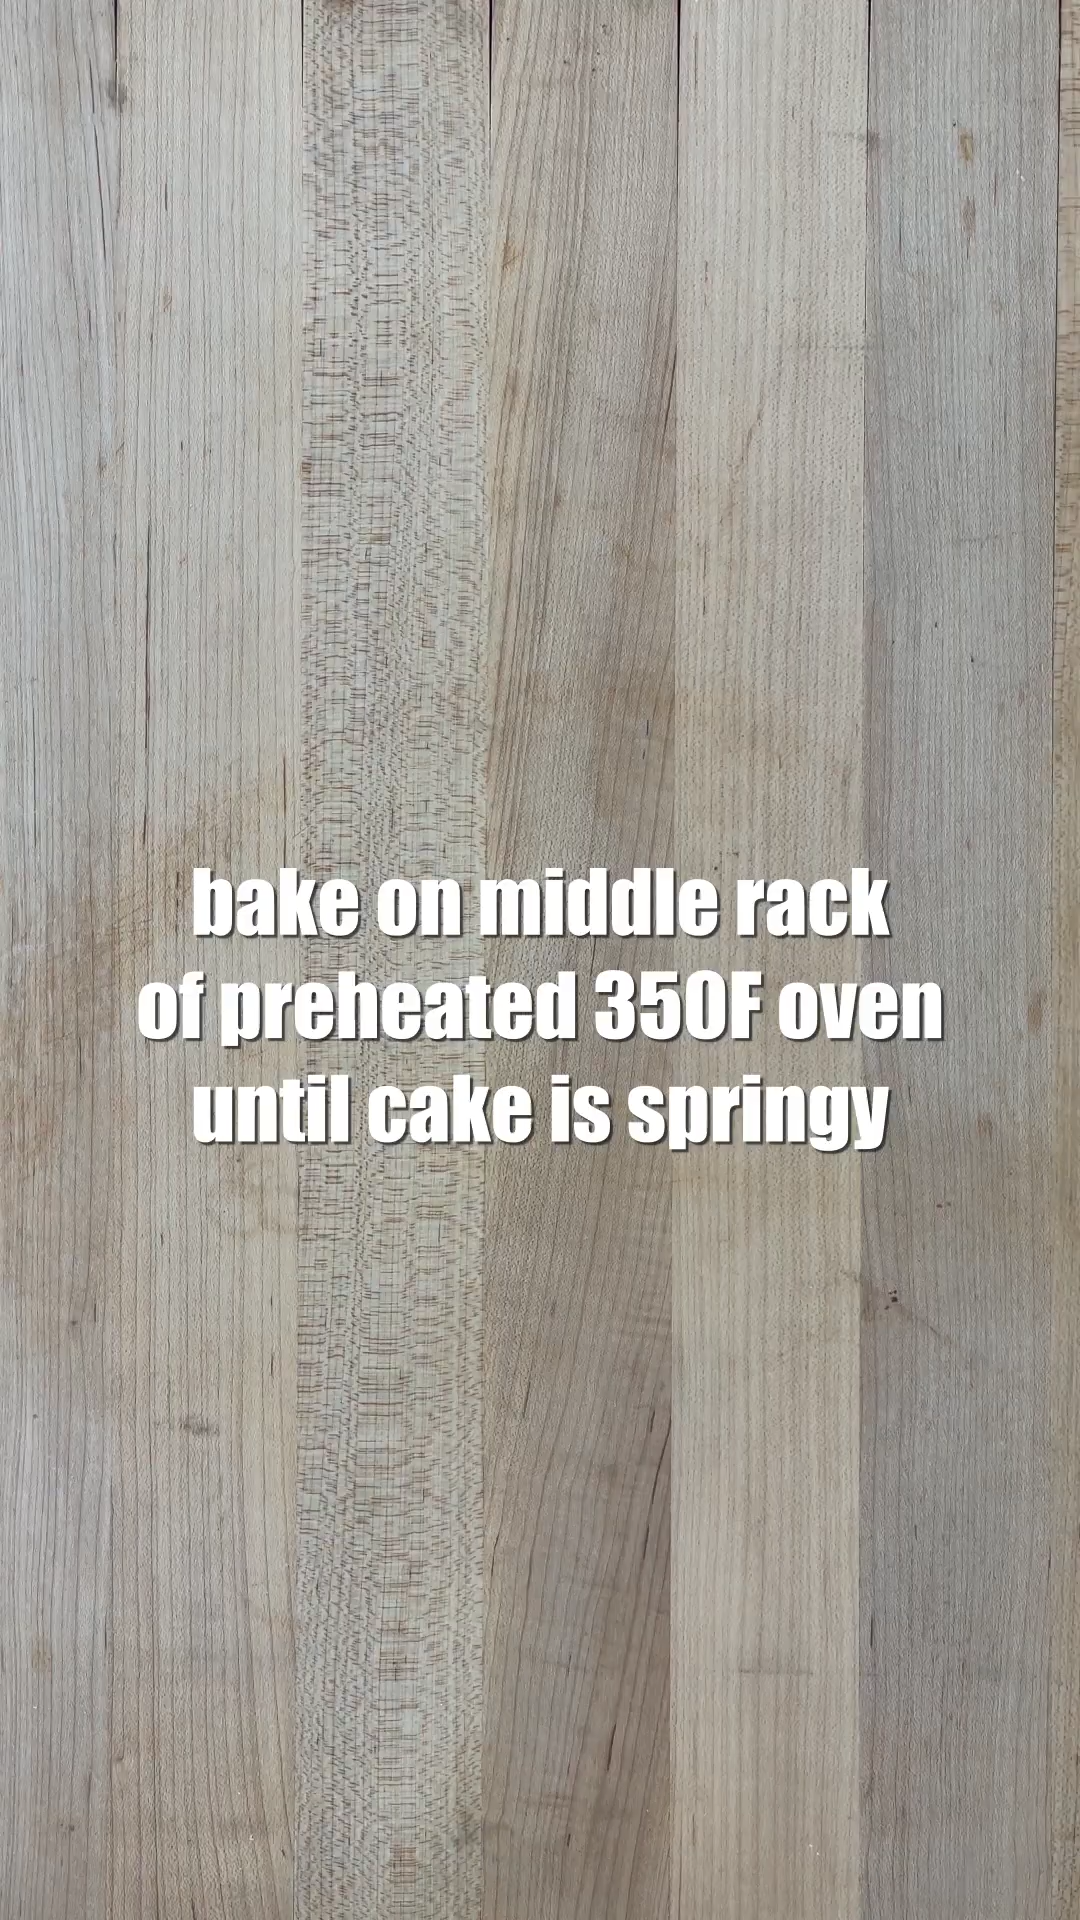 bake on middle rack
of preheated 350F oven
until cake is springy